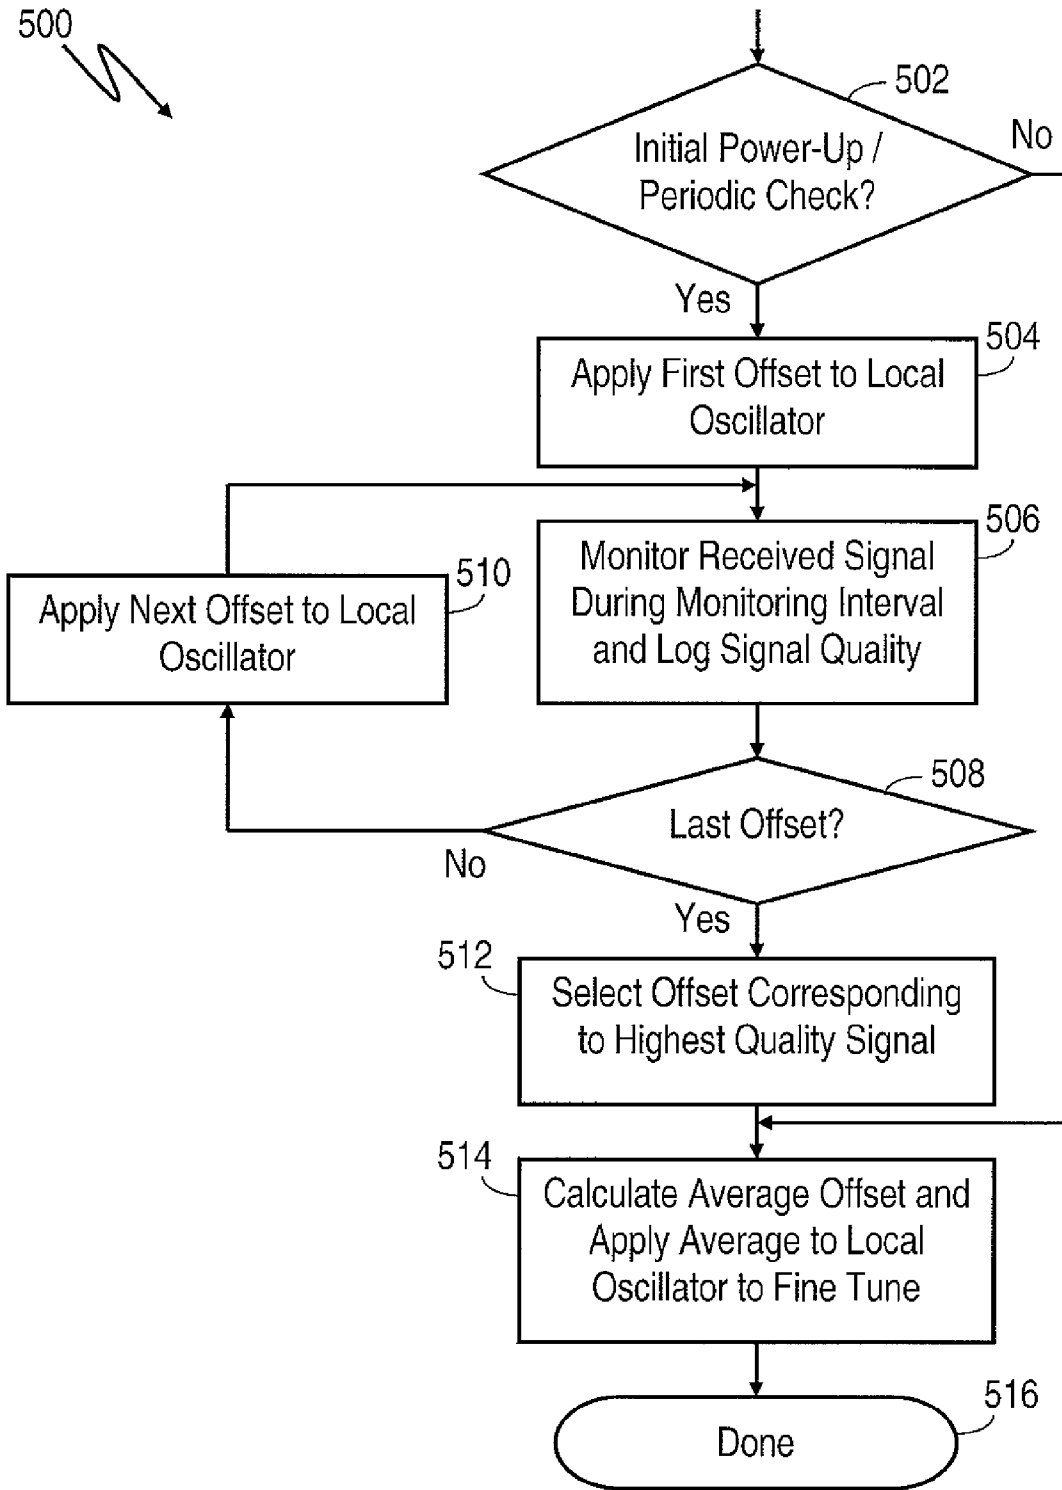 500
502
Initial Power-Up /
Periodic Check?
No
Yes
504
Apply First Offset to Local
Oscillator
506
Monitor Received Signal
During Monitoring Interval
and Log Signal Quality
510
Apply Next Offset to Local
Oscillator
508
Last Offset?
No
Yes
512
Select Offset Corresponding
to Highest Quality Signal
514
Calculate Average Offset and
Apply Average to Local
Oscillator to Fine Tune
516
Done